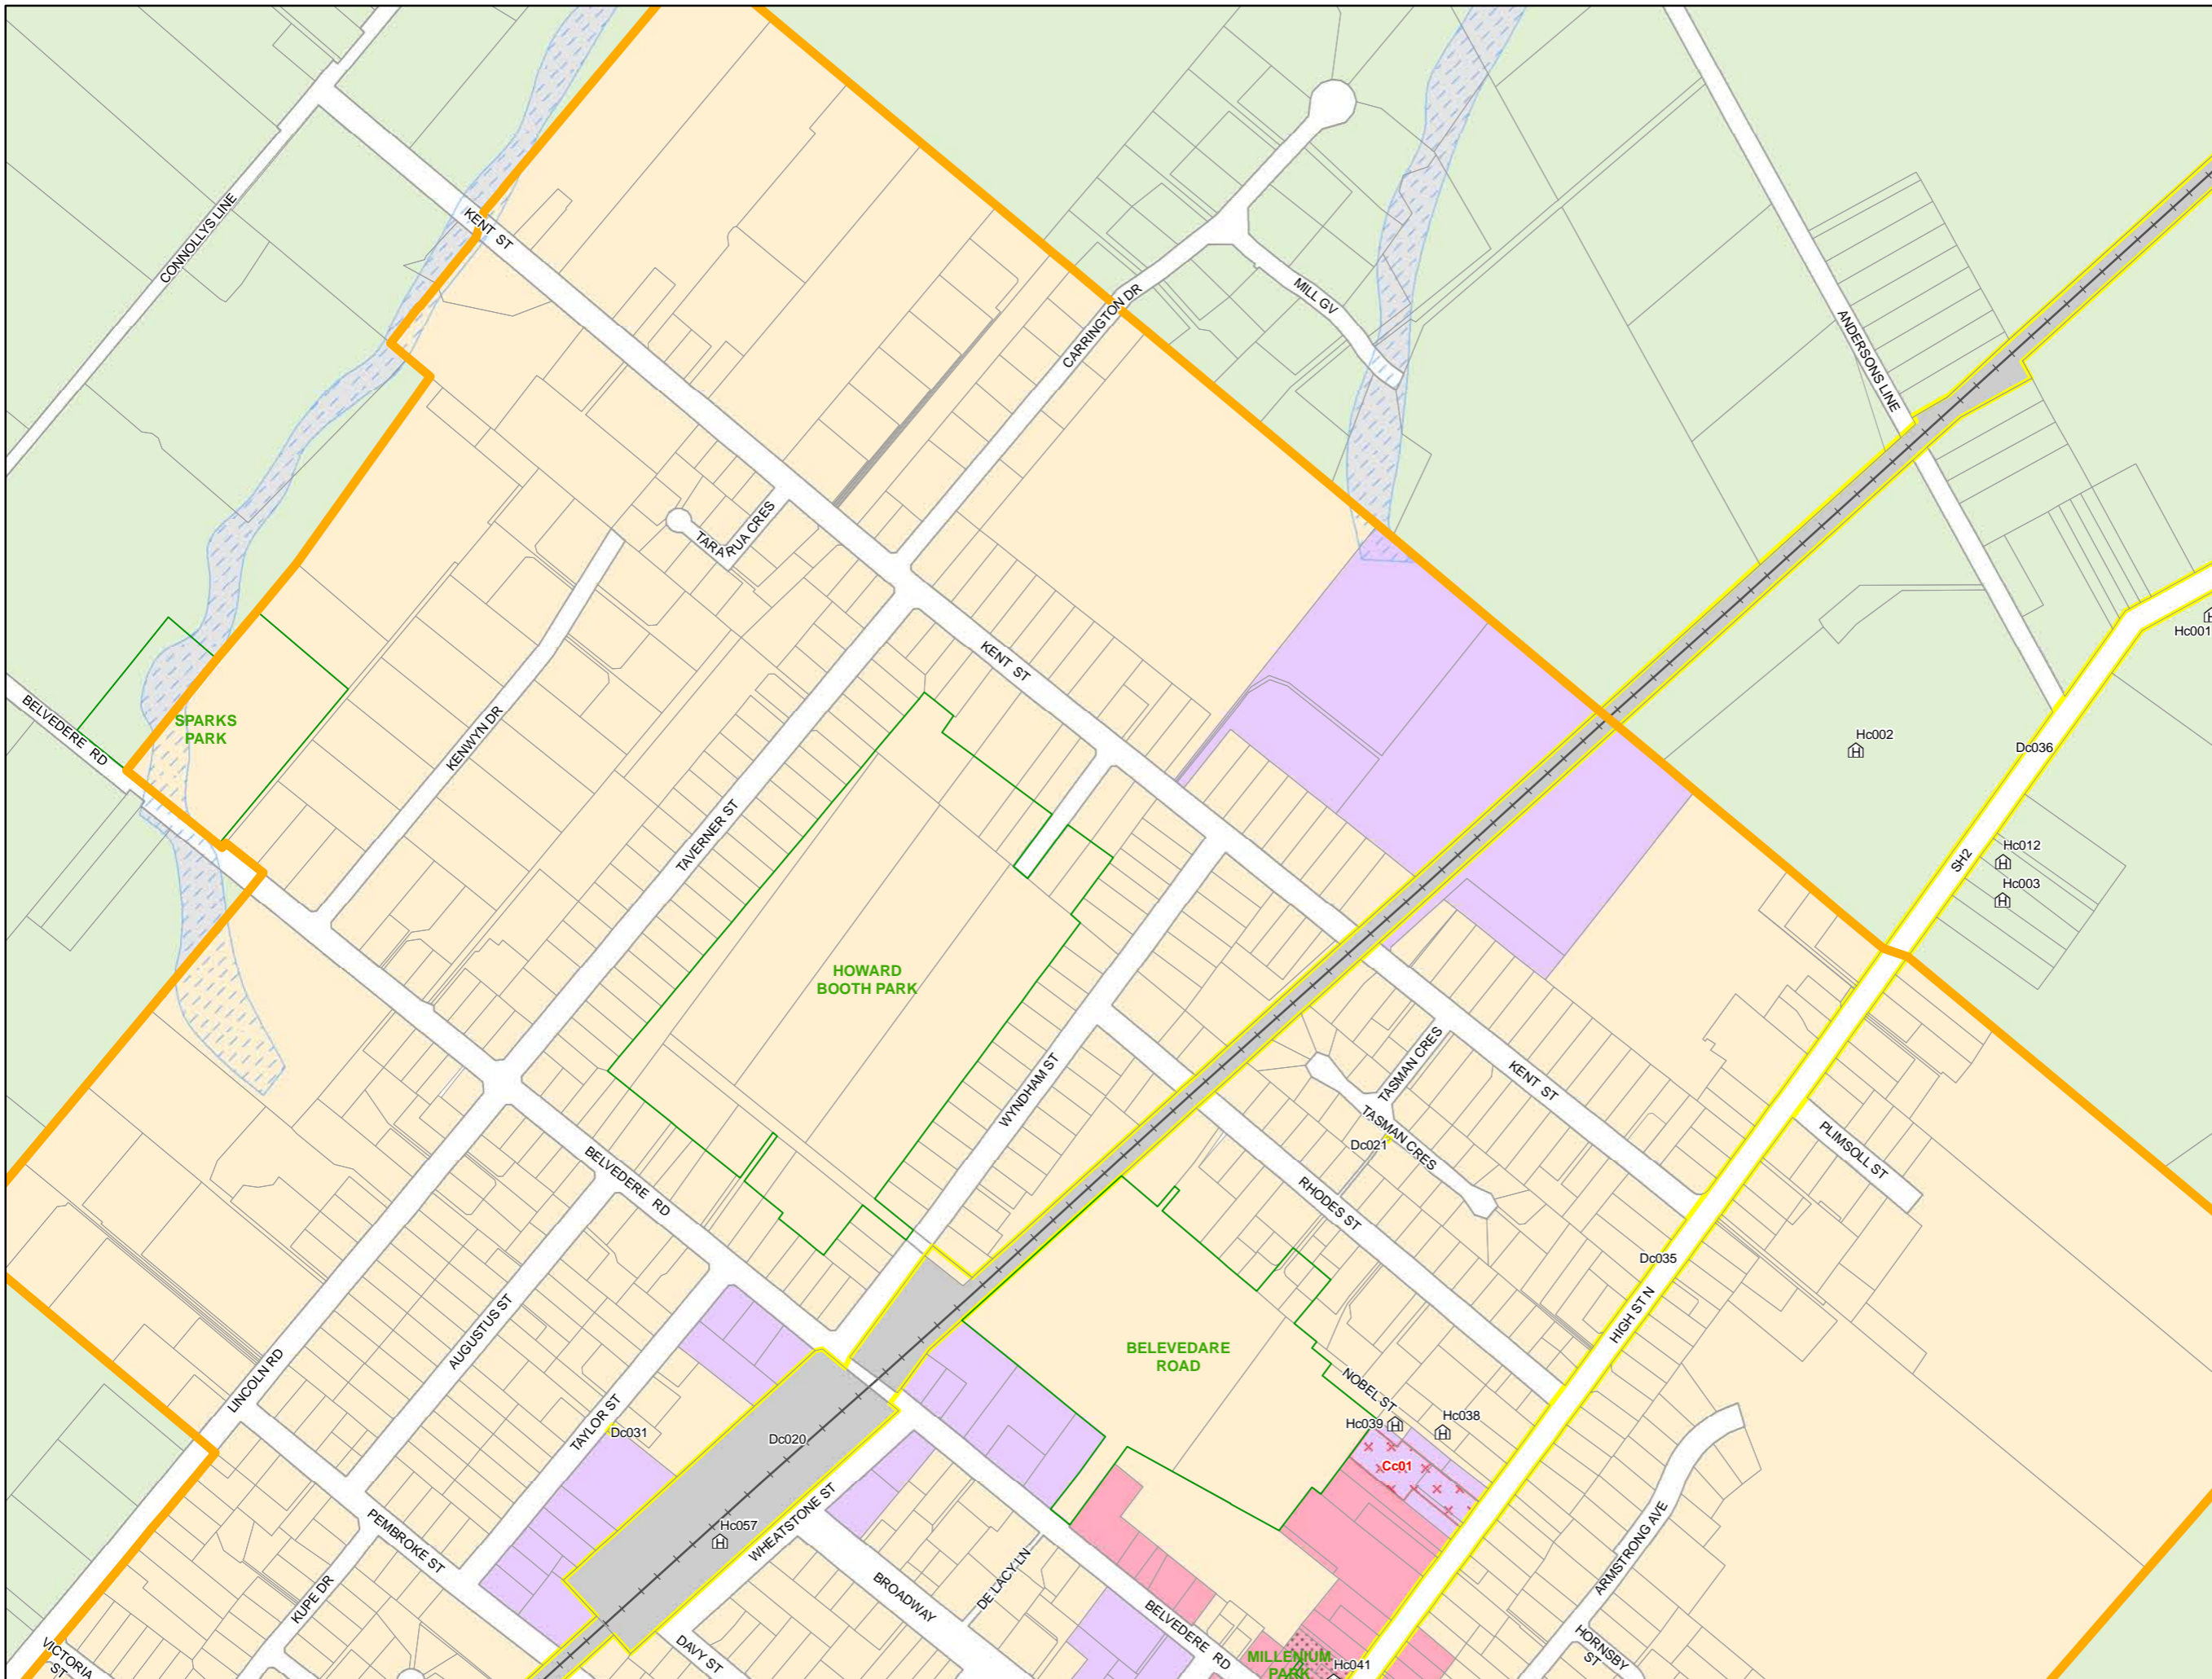 CONNOLLYS LINE
KENT ST
CARRINGTON DR
MILL GV
ANDERSONS LINE
TARARUA CRES
Hc001
KENT ST
SPARKS
PARK
BELVEDERE RD
KENWYN DR
Hc002
Dc036
TAVERNER ST
SH2
Hc012
Hc003
HOWARD
BOOTH PARK
WYNDHAM ST
TASMAN CRES
KENT ST
TASMAN CRES
Dc021
PLIMSOLL ST
BELVEDERE RD
RHODES ST
Dc035
HIGH ST N
AUGUSTUS ST
BELEVEDARE
ROAD
LINCOLN RD
NOBEL ST
TAYLOR ST
Dc031
Dc020
Hc039
Hc038
Cc01
Hc057
WHEATSTONE ST
PEMBROKE ST
KUPE DR
BROADWAY
DE LACY LN
ARMSTRONG AVE
BELVEDERE RD
VICTORIA
ST
DAVY ST
HORNSBY
ST
MILLENIUM
PARK
Hc041